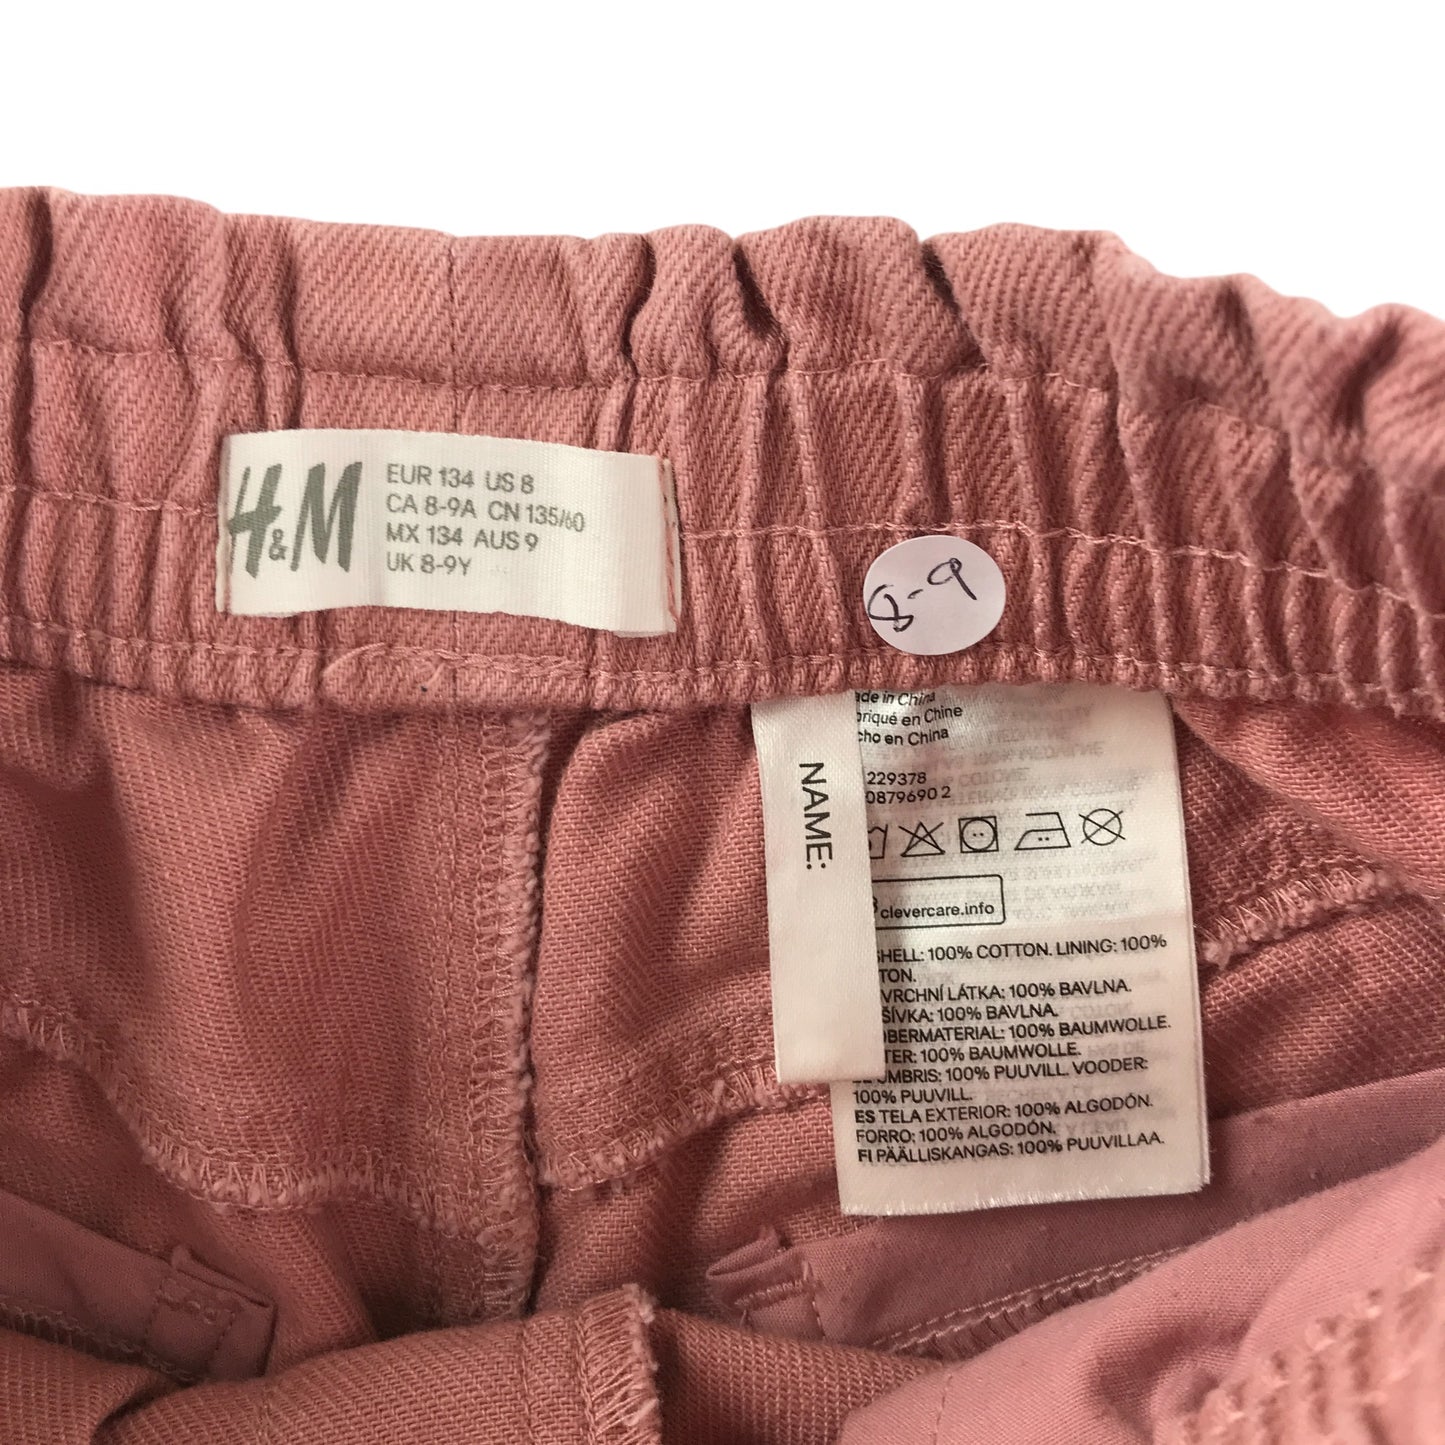 H&M
EUR 134 US 8
CA 8-9A CN 135/60
MX 134 AUS 9
UK 8-9Y
8-9
NAME:
ade in China
briqué en Chine
cho en China
229378
0879690 2
clevercare.info
SHELL: 100% COTTON. LINING: 100%
TON.
VRCHNÍ LÁTKA: 100% BAVLNA.
ŠÍVKA: 100% BAVLNA.
OBERMATERIAL: 100% BAUMWOLLE.
TER: 100% BAUMWOLLE.
ÜMBRIS: 100% PUUVILL. VOODER:
100% PUUVILL.
ES TELA EXTERIOR: 100% ALGODÓN.
FORRO: 100% ALGODÓN.
FI PÄÄLLISKANGAS: 100% PUUVILLAA.